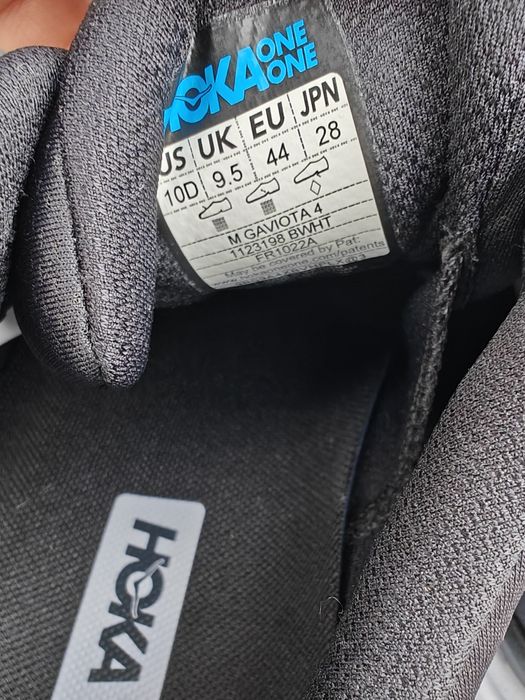 HOKA ONE ONE
US UK EU JPN
10D 9.5 44 28
M GAVIOTA 4
1123198 BWHT
FR1022A
May be covered by Pat:
HOKA